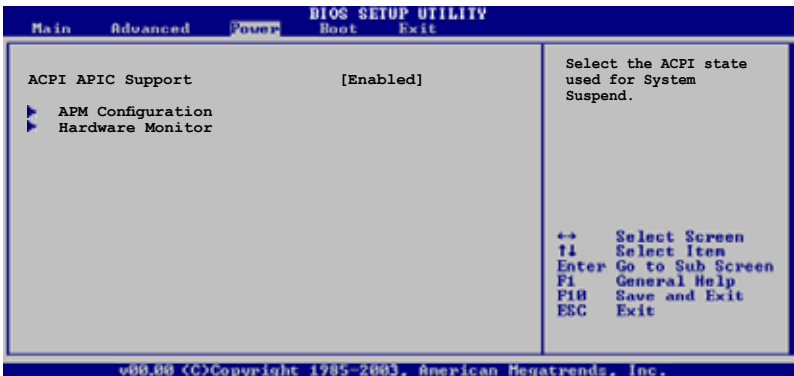 BIOS SETUP UTILITY
Main Advanced Power Boot Exit
ACPI APIC Support [Enabled]
APM Configuration
Hardware Monitor
Select the ACPI state
used for System
Suspend.
←→ Select Screen
↑↓ Select Item
Enter Go to Sub Screen
F1 General Help
F10 Save and Exit
ESC Exit
v00.00 (C)Copyright 1985-2003, American Megatrends, Inc.